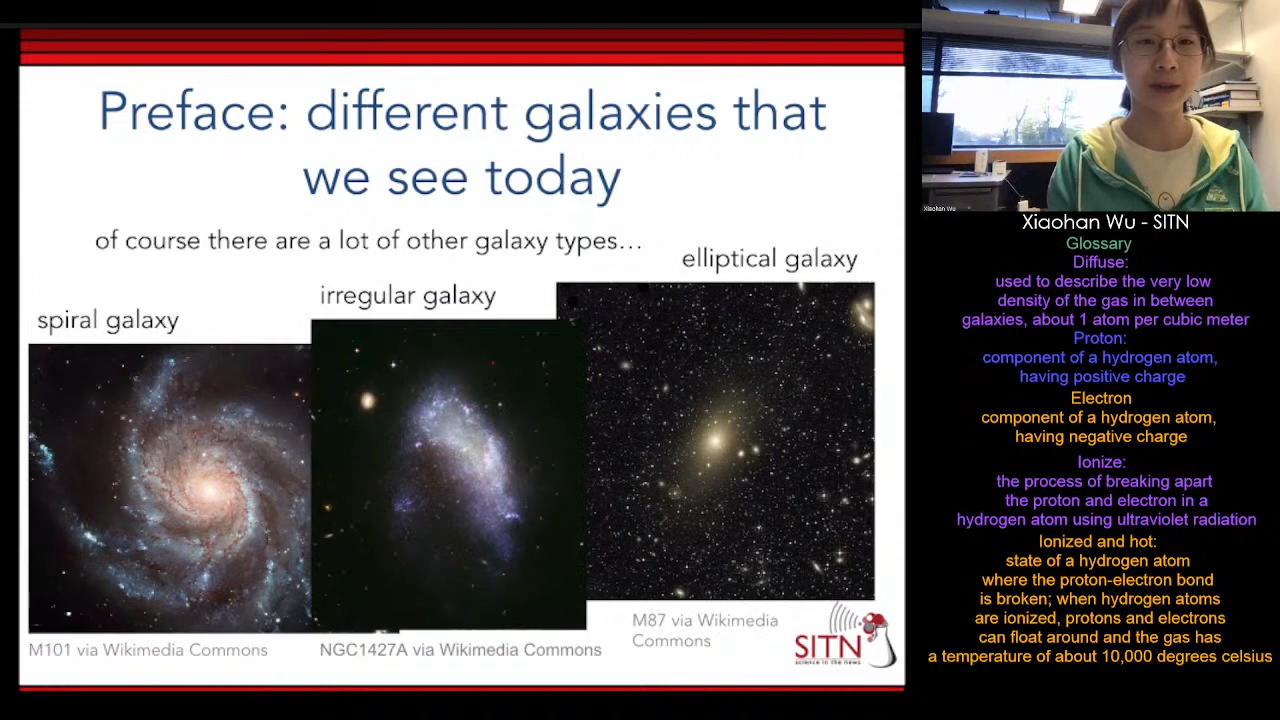 Preface: different galaxies that
we see today
of course there are a lot of other galaxy types...
elliptical galaxy
irregular galaxy
spiral galaxy
M101 via Wikimedia Commons
NGC1427A via Wikimedia Commons
M87 via Wikimedia
Commons
SITN
science in the news
Xiaohan Wu
Xiaohan Wu - SITN
Glossary
Diffuse:
used to describe the very low
density of the gas in between
galaxies, about 1 atom per cubic meter
Proton:
component of a hydrogen atom,
having positive charge
Electron
component of a hydrogen atom,
having negative charge
Ionize:
the process of breaking apart
the proton and electron in a
hydrogen atom using ultraviolet radiation
Ionized and hot:
state of a hydrogen atom
where the proton-electron bond
is broken; when hydrogen atoms
are ionized, protons and electrons
can float around and the gas has
a temperature of about 10,000 degrees celsius